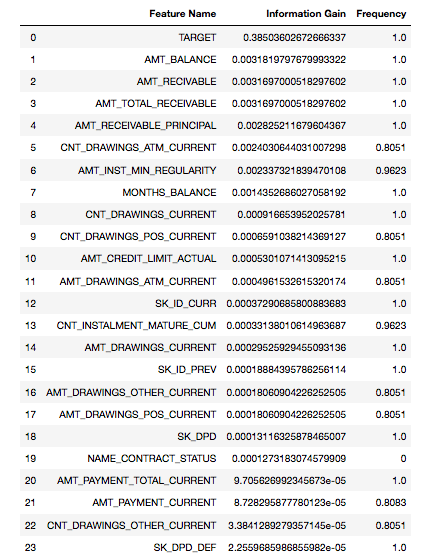 Feature Name Information Gain Frequency
0 TARGET 0.38503602672666337 1.0
1 AMT_BALANCE 0.0031819797679993322 1.0
2 AMT_RECIVABLE 0.0031697000518297602 1.0
3 AMT_TOTAL_RECEIVABLE 0.0031697000518297602 1.0
4 AMT_RECEIVABLE_PRINCIPAL 0.002825211679604367 1.0
5 CNT_DRAWINGS_ATM_CURRENT 0.0024030644031007298 0.8051
6 AMT_INST_MIN_REGULARITY 0.002337321839470108 0.9623
7 MONTHS_BALANCE 0.0014352686027058192 1.0
8 CNT_DRAWINGS_CURRENT 0.000916653952025781 1.0
9 CNT_DRAWINGS_POS_CURRENT 0.0006591038214369127 0.8051
10 AMT_CREDIT_LIMIT_ACTUAL 0.0005301071413095215 1.0
11 AMT_DRAWINGS_ATM_CURRENT 0.0004961532615320174 0.8051
12 SK_ID_CURR 0.00037290685800883683 1.0
13 CNT_INSTALMENT_MATURE_CUM 0.00033138010614963687 0.9623
14 AMT_DRAWINGS_CURRENT 0.00029525929455093136 1.0
15 SK_ID_PREV 0.00018884395786256114 1.0
16 AMT_DRAWINGS_OTHER_CURRENT 0.00018060904226252505 0.8051
17 AMT_DRAWINGS_POS_CURRENT 0.00018060904226252505 0.8051
18 SK_DPD 0.00013116325878465007 1.0
19 NAME_CONTRACT_STATUS 0.0001273183074579909 0
20 AMT_PAYMENT_TOTAL_CURRENT 9.705626992345673e-05 1.0
21 AMT_PAYMENT_CURRENT 8.728295877780123e-05 0.8083
22 CNT_DRAWINGS_OTHER_CURRENT 3.3841289279357145e-05 0.8051
23 SK_DPD_DEF 2.2559685986855982e-05 1.0